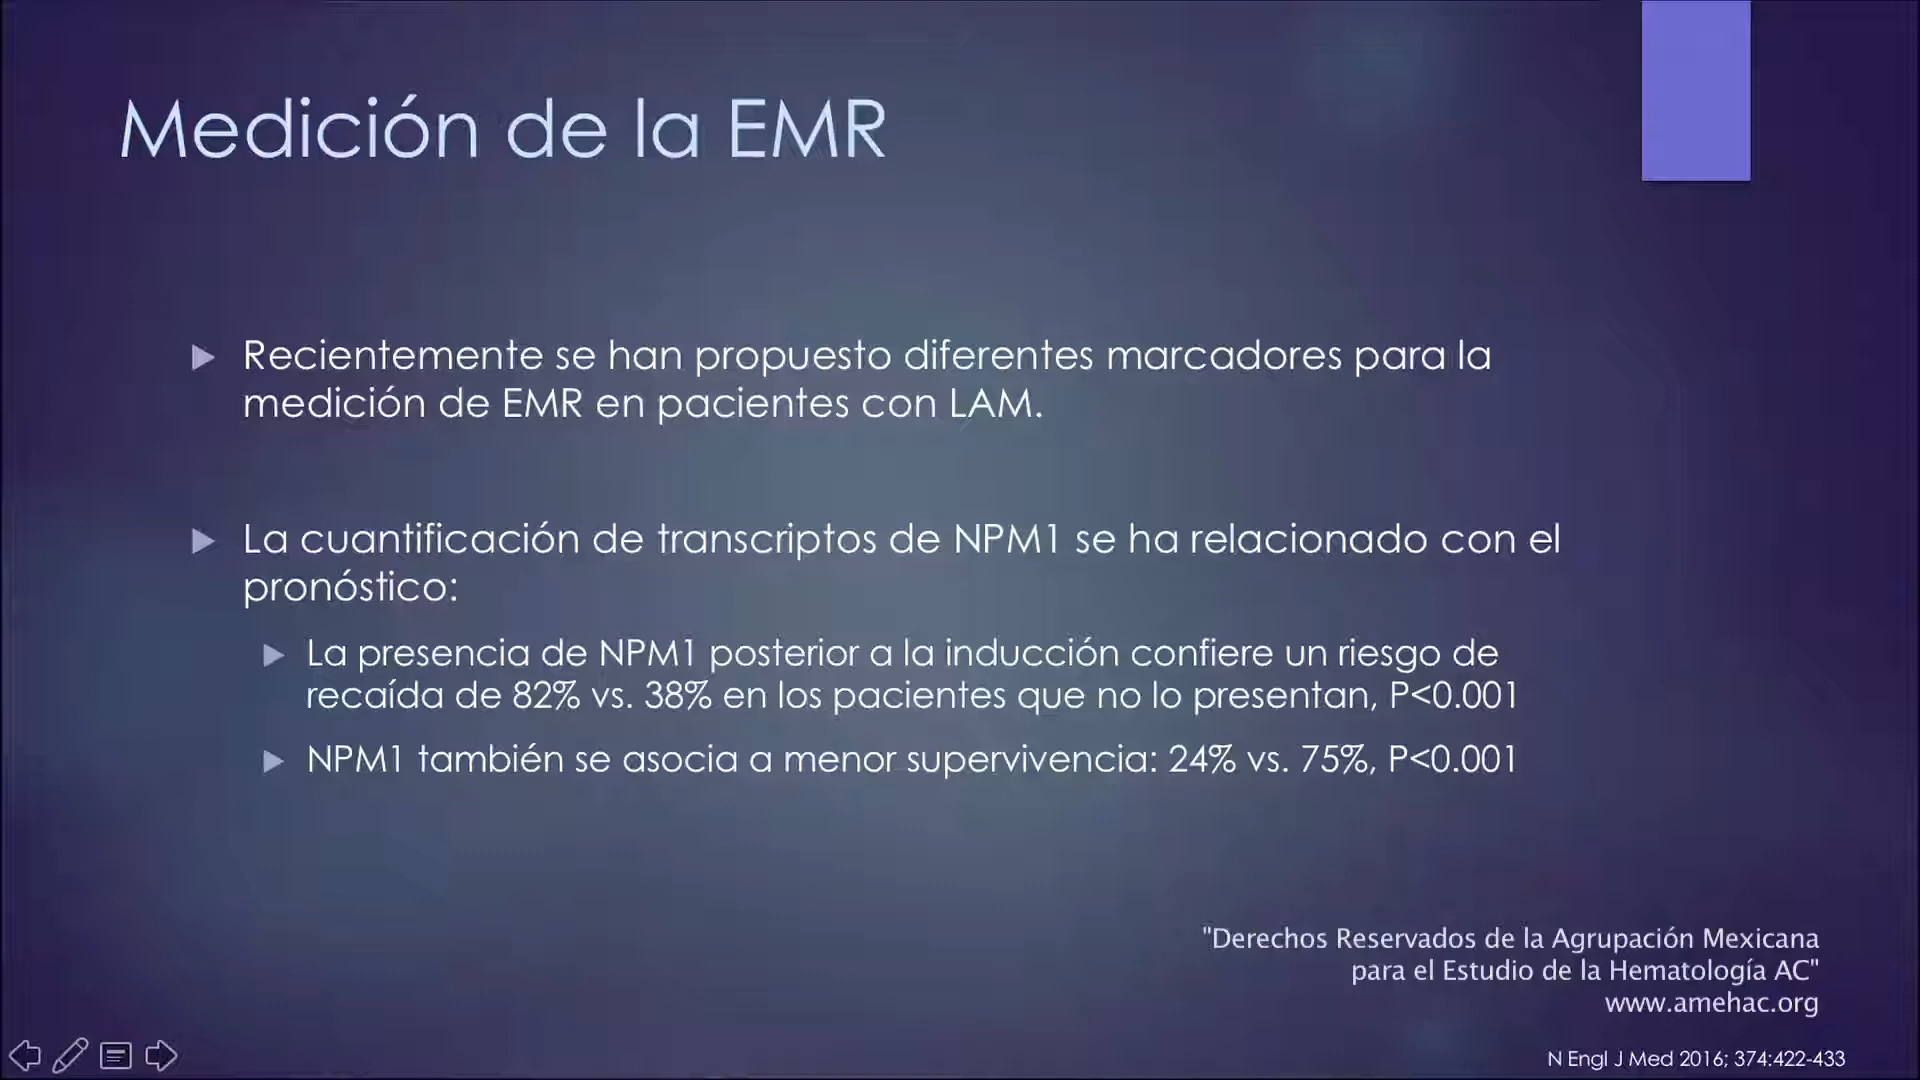 Medición de la EMR
Recientemente se han propuesto diferentes marcadores para la
medición de EMR en pacientes con LAM.
La cuantificación de transcriptos de NPM1 se ha relacionado con el
pronóstico:
La presencia de NPM1 posterior a la inducción confiere un riesgo de
recaída de 82% vs. 38% en los pacientes que no lo presentan, P<0.001
NPM1 también se asocia a menor supervivencia: 24% vs. 75%, P<0.001
"Derechos Reservados de la Agrupación Mexicana
para el Estudio de la Hematología AC"
www.amehac.org
N Engl J Med 2016; 374:422-433